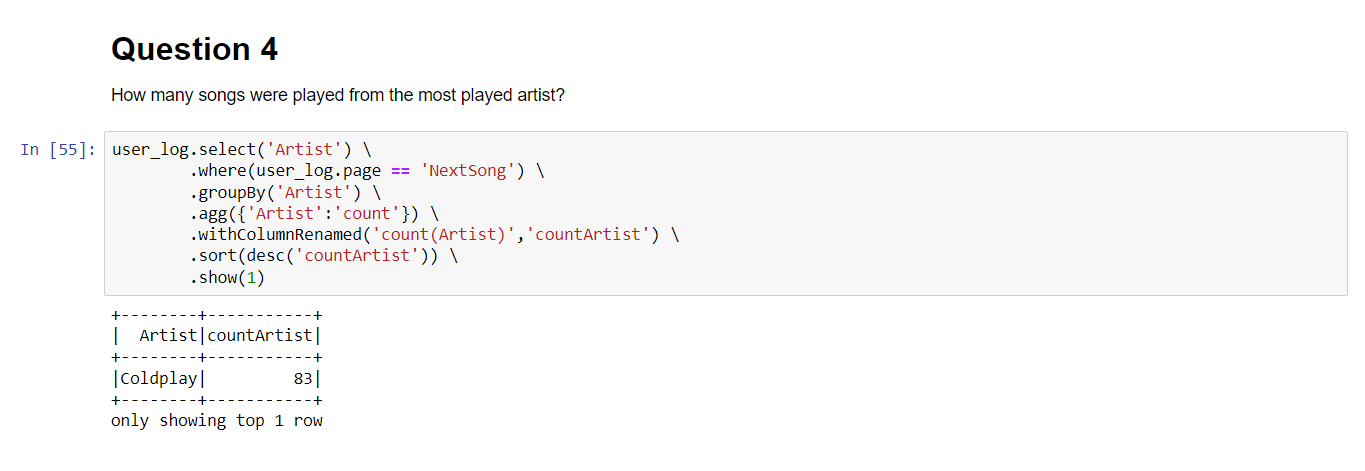 Question 4
How many songs were played from the most played artist?
In [55]: user_log.select('Artist') \
        .where(user_log.page == 'NextSong') \
        .groupBy('Artist') \
        .agg({'Artist':'count'}) \
        .withColumnRenamed('count(Artist)','countArtist') \
        .sort(desc('countArtist')) \
        .show(1)
+--------+-----------+
|  Artist|countArtist|
+--------+-----------+
|Coldplay|         83|
+--------+-----------+
only showing top 1 row